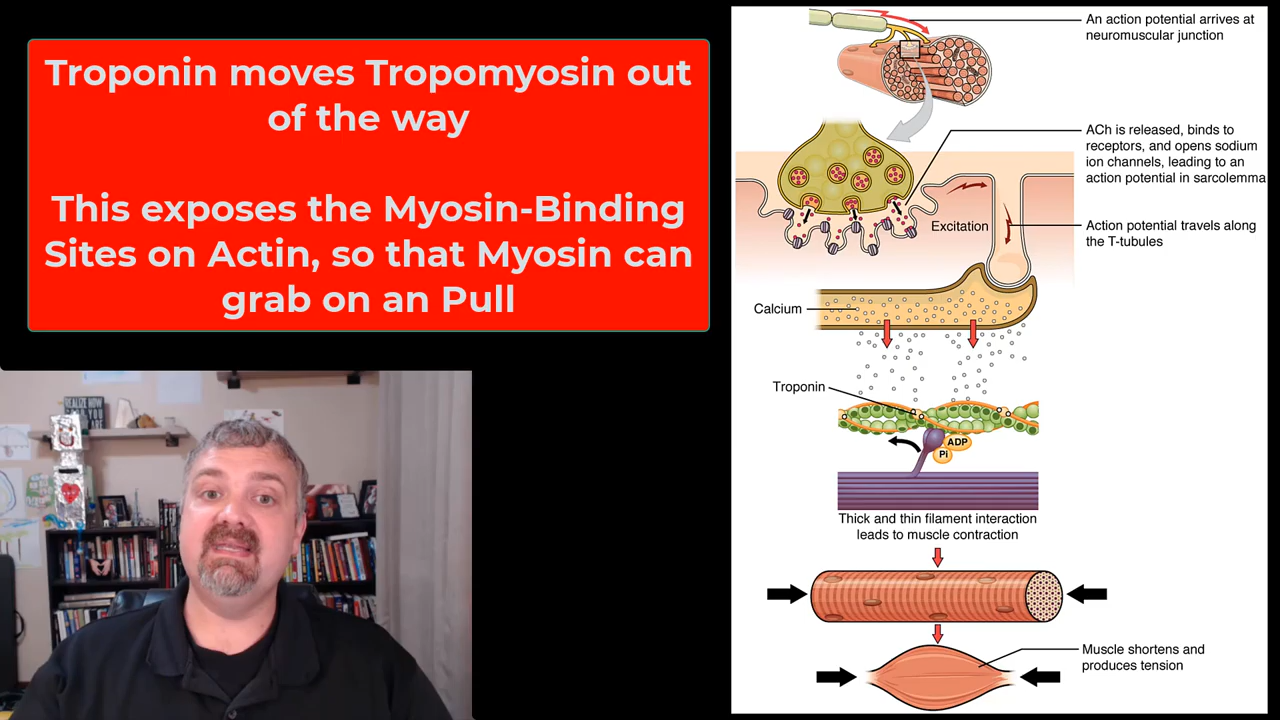 Troponin moves Tropomyosin out
of the way
This exposes the Myosin-Binding
Sites on Actin, so that Myosin can
grab on an Pull
An action potential arrives at
neuromuscular junction
ACh is released, binds to
receptors, and opens sodium
ion channels, leading to an
action potential in sarcolemma
Excitation
Action potential travels along
the T-tubules
Calcium
Troponin
ADP
Pi
Thick and thin filament interaction
leads to muscle contraction
Muscle shortens and
produces tension
REALIZE HOW